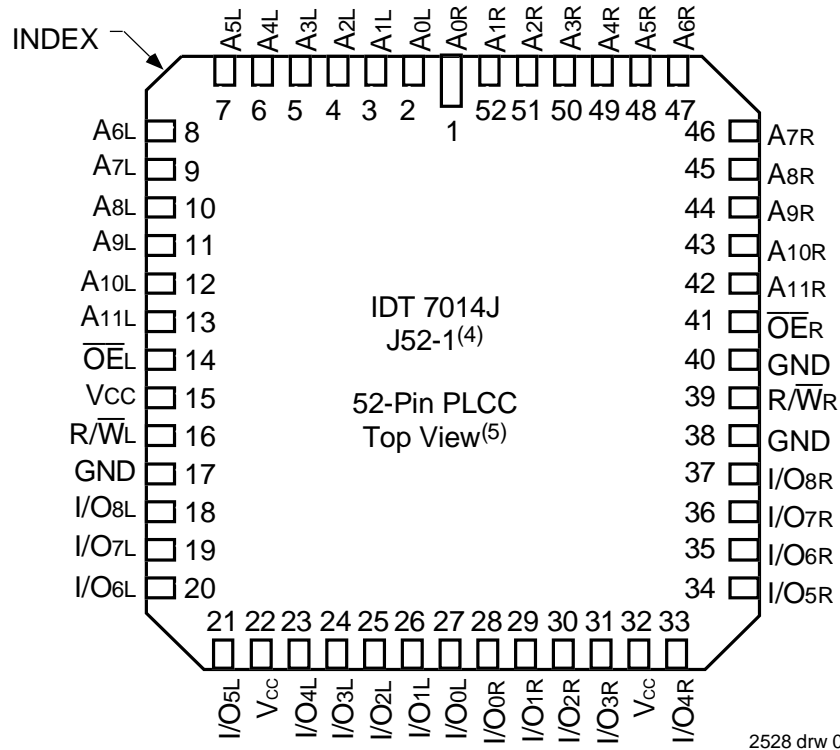 INDEX
A5L A4L A3L A2L A1L A0L A0R A1R A2R A3R A4R A5R A6R
7 6 5 4 3 2 1 52 51 50 49 48 47
A6L 8 46 A7R
A7L 9 45 A8R
A8L 10 44 A9R
A9L 11 43 A10R
A10L 12 42 A11R
A11L 13 41 O̅E̅R
O̅E̅L 14 40 GND
VCC 15 39 R/W̅R
R/W̅L 16 38 GND
GND 17 37 I/O8R
I/O8L 18 36 I/O7R
I/O7L 19 35 I/O6R
I/O6L 20 34 I/O5R
IDT 7014J
J52-1(4)
52-Pin PLCC
Top View(5)
21 22 23 24 25 26 27 28 29 30 31 32 33
I/O5L VCC I/O4L I/O3L I/O2L I/O1L I/O0L I/O0R I/O1R I/O2R I/O3R VCC I/O4R
2528 drw